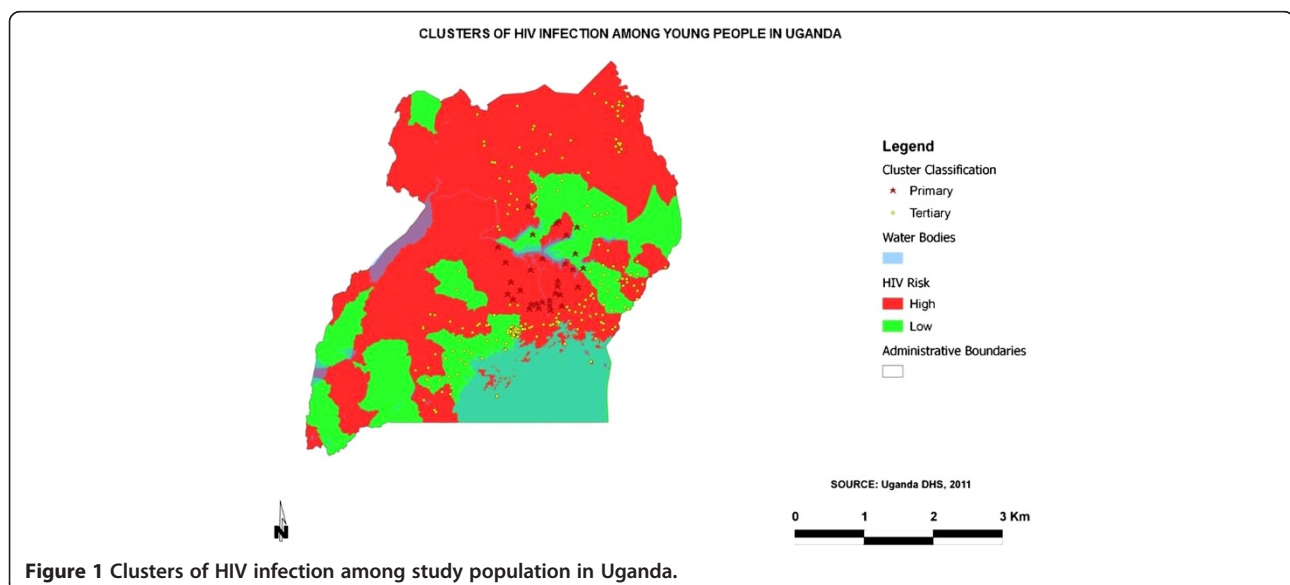 CLUSTERS OF HIV INFECTION AMONG YOUNG PEOPLE IN UGANDA
Legend
Cluster Classification
Primary
Tertiary
Water Bodies
HIV Risk
High
Low
Administrative Boundaries
SOURCE: Uganda DHS, 2011
0 1 2 3 Km
N
Figure 1 Clusters of HIV infection among study population in Uganda.